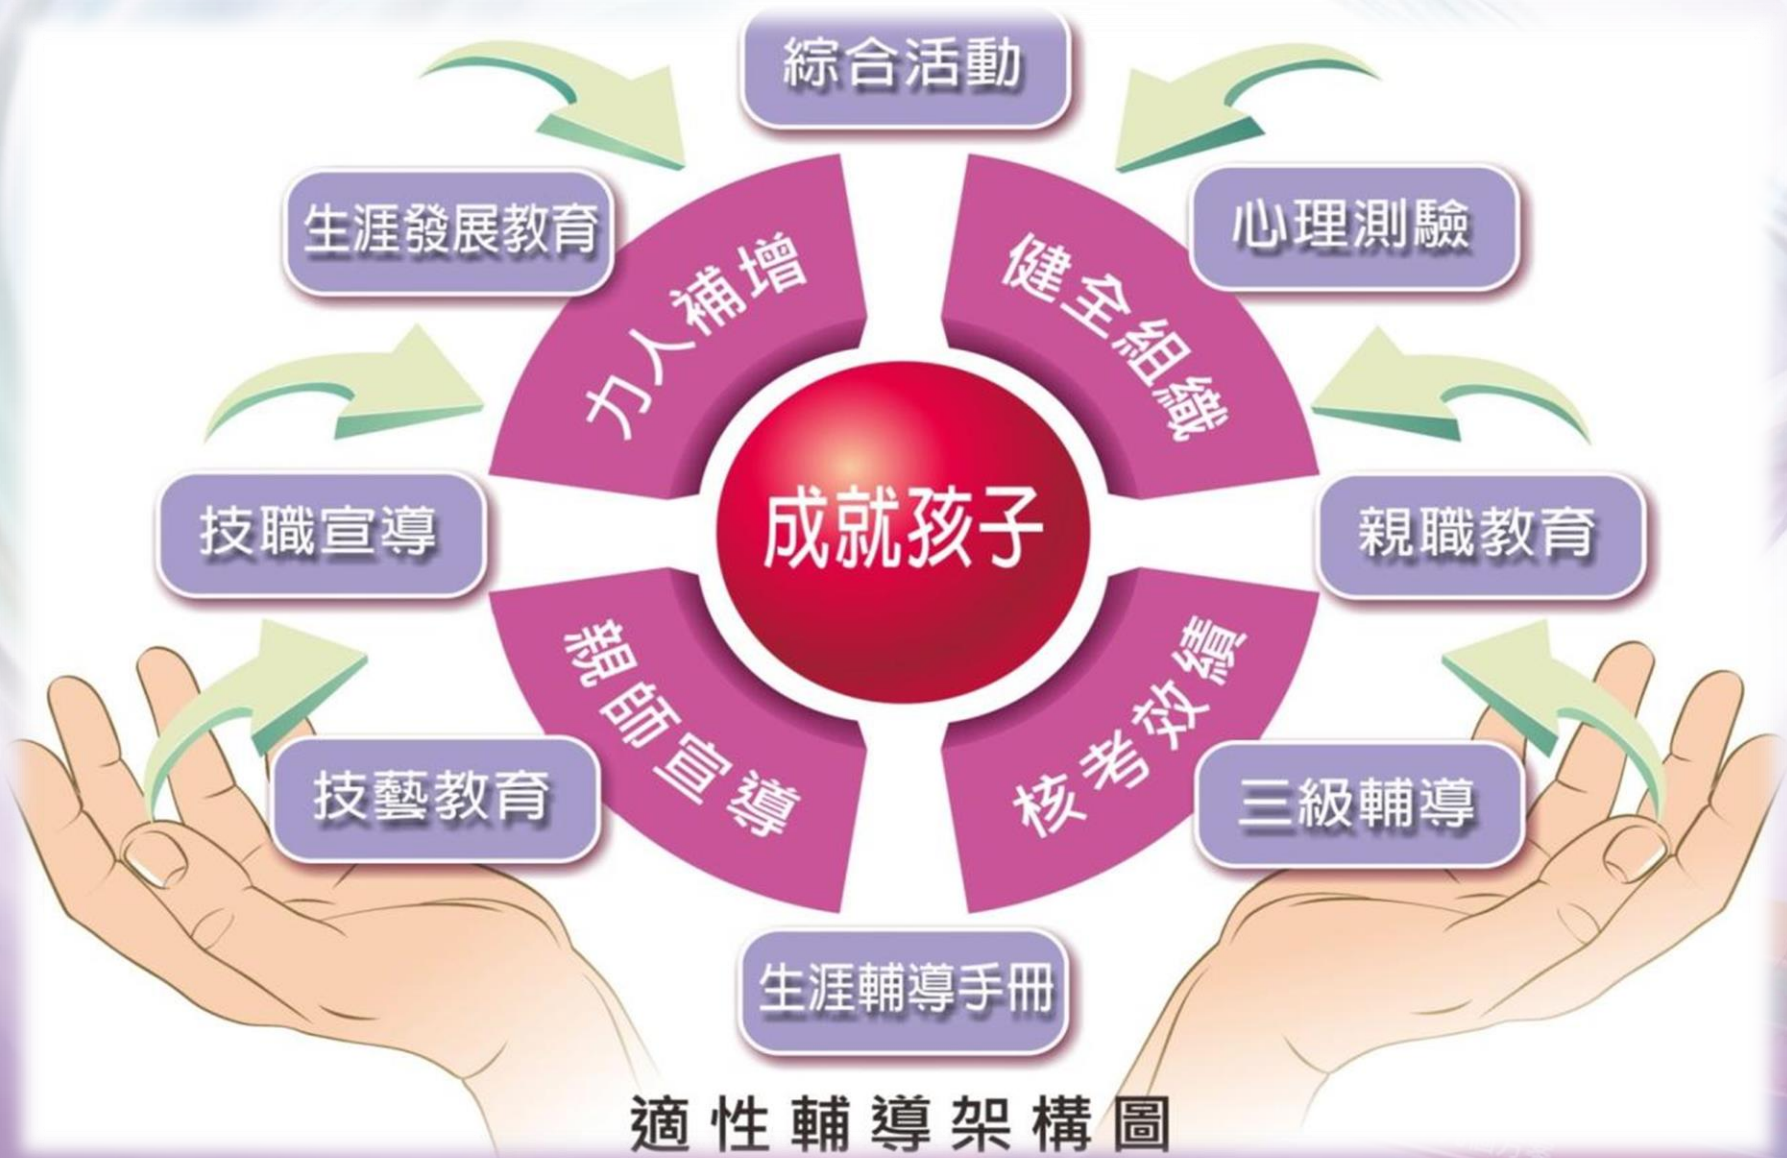 綜合活動
生涯發展教育
心理測驗
力人補增
健全組織
技職宣導
成就孩子
親職教育
親師宣導
核考效績
技藝教育
三級輔導
生涯輔導手冊
適性輔導架構圖